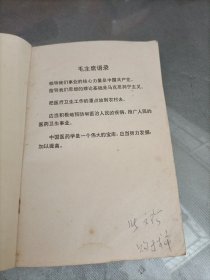 毛主席语录
领导我们事业的核心力量是中国共产党。
指导我们思想的理论基础是马克思列宁主义。
把医疗卫生工作的重点放到农村去。
应当积极地预防和医治人民的疾病，推广人民的
医药卫生事业。
中国医药学是一个伟大的宝库，应当努力发掘，
加以提高。